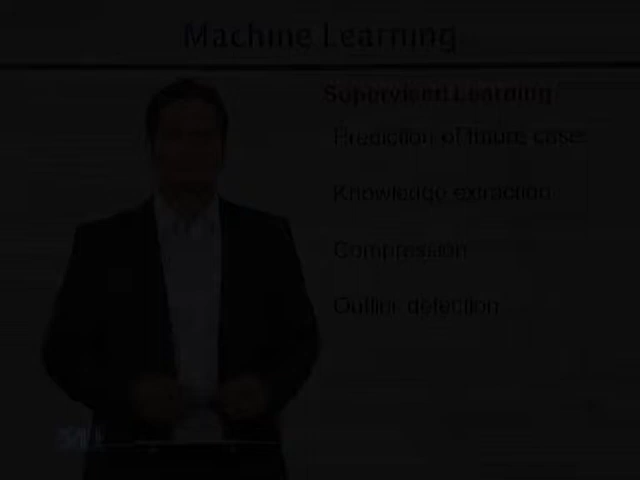 Machine Learning
Supervised Learning
Prediction of future cases
Knowledge extraction
Compression
Outlier detection